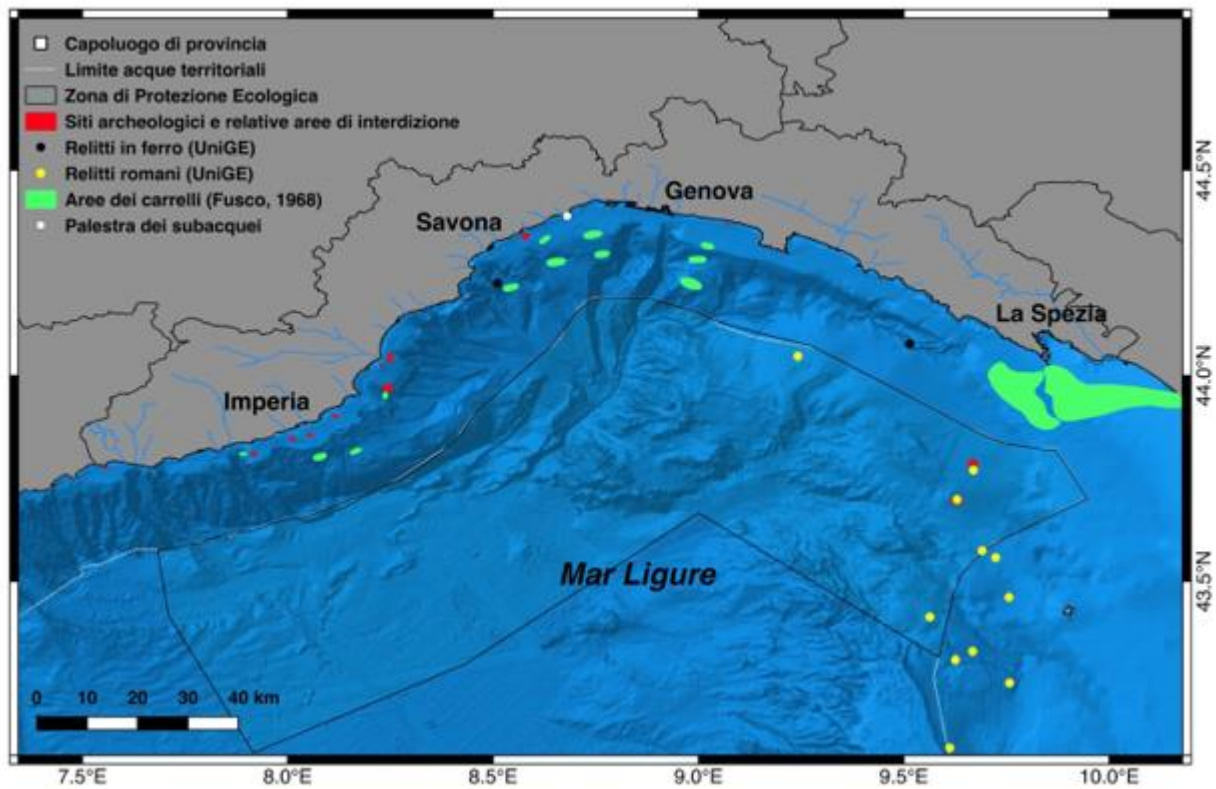 Capoluogo di provincia
Limite acque territoriali
Zona di Protezione Ecologica
Siti archeologici e relative aree di interdizione
Relitti in ferro (UniGE)
Relitti romani (UniGE)
Aree dei carrelli (Fusco, 1968)
Palestra dei subacquei
Genova
Savona
La Spezia
Imperia
Mar Ligure
0 10 20 30 40 km
44.5°N
44.0°N
43.5°N
7.5°E 8.0°E 8.5°E 9.0°E 9.5°E 10.0°E